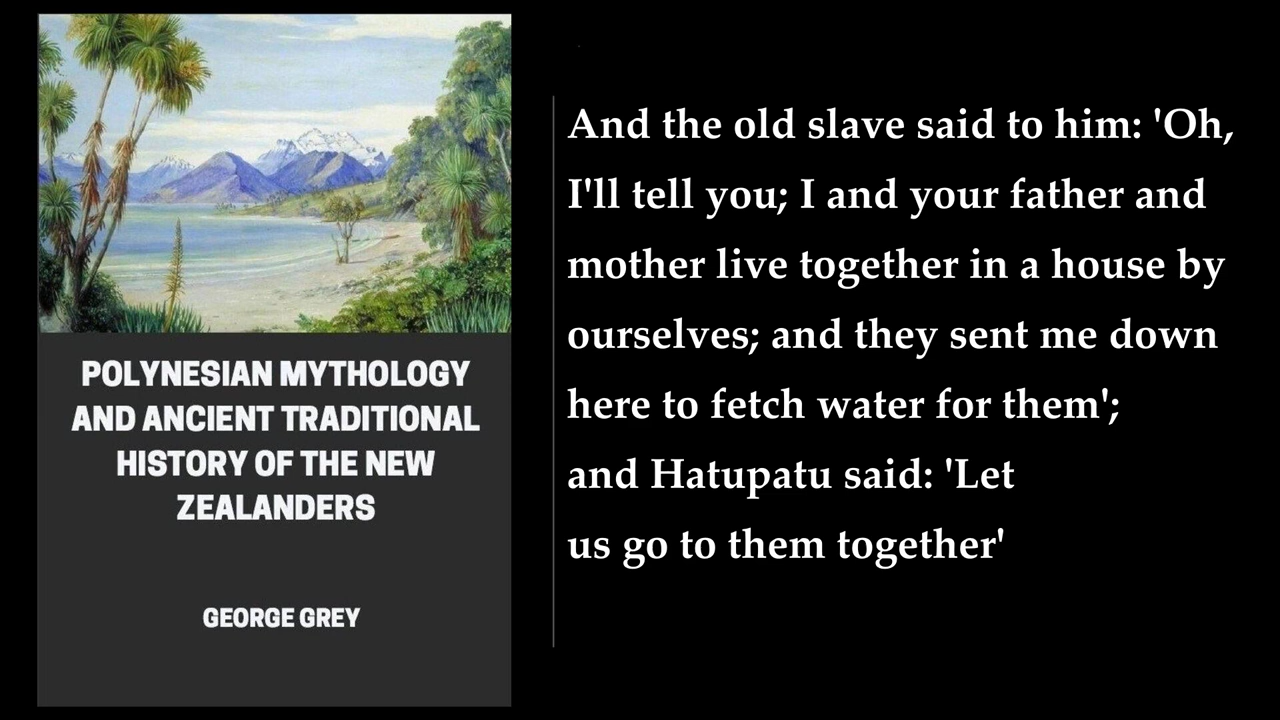 POLYNESIAN MYTHOLOGY
AND ANCIENT TRADITIONAL
HISTORY OF THE NEW
ZEALANDERS
GEORGE GREY
And the old slave said to him: 'Oh,
I'll tell you; I and your father and
mother live together in a house by
ourselves; and they sent me down
here to fetch water for them';
and Hatupatu said: 'Let
us go to them together'